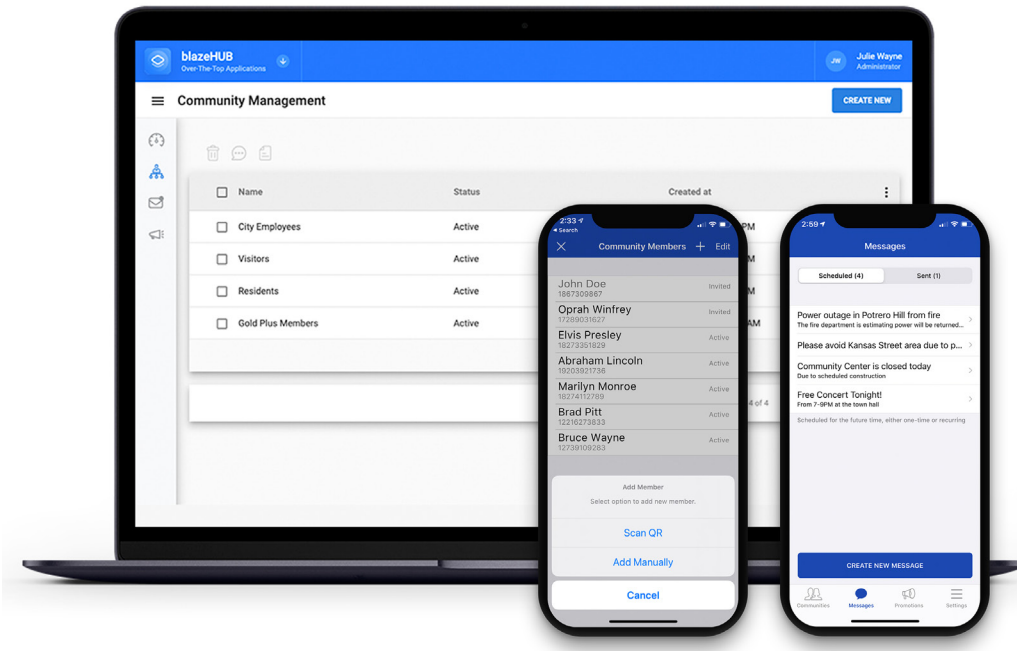 blazeHUB
Over-The-Top Applications
JW
Julie Wayne
Administrator
Community Management
CREATE NEW
Name
Status
Created at
City Employees
Active
PM
Visitors
Active
M
Residents
Active
M
Gold Plus Members
Active
AM
4 of 4
2:33
Search
Community Members
Edit
John Doe
Invited
1867309867
Oprah Winfrey
Invited
17289031627
Elvis Presley
Active
18273351829
Abraham Lincoln
Active
19203921736
Marilyn Monroe
Active
18274112789
Brad Pitt
Active
12216273833
Bruce Wayne
Active
12739109283
Add Member
Select option to add new member.
Scan QR
Add Manually
Cancel
2:59
Messages
Scheduled (4)
Sent (1)
Power outage in Potrero Hill from fire
The fire department is estimating power will be returned...
Please avoid Kansas Street area due to p...
Community Center is closed today
Due to scheduled construction
Free Concert Tonight!
From 7-9PM at the town hall
Scheduled for the future time, either one-time or recurring
CREATE NEW MESSAGE
Communities
Messages
Promotions
Settings